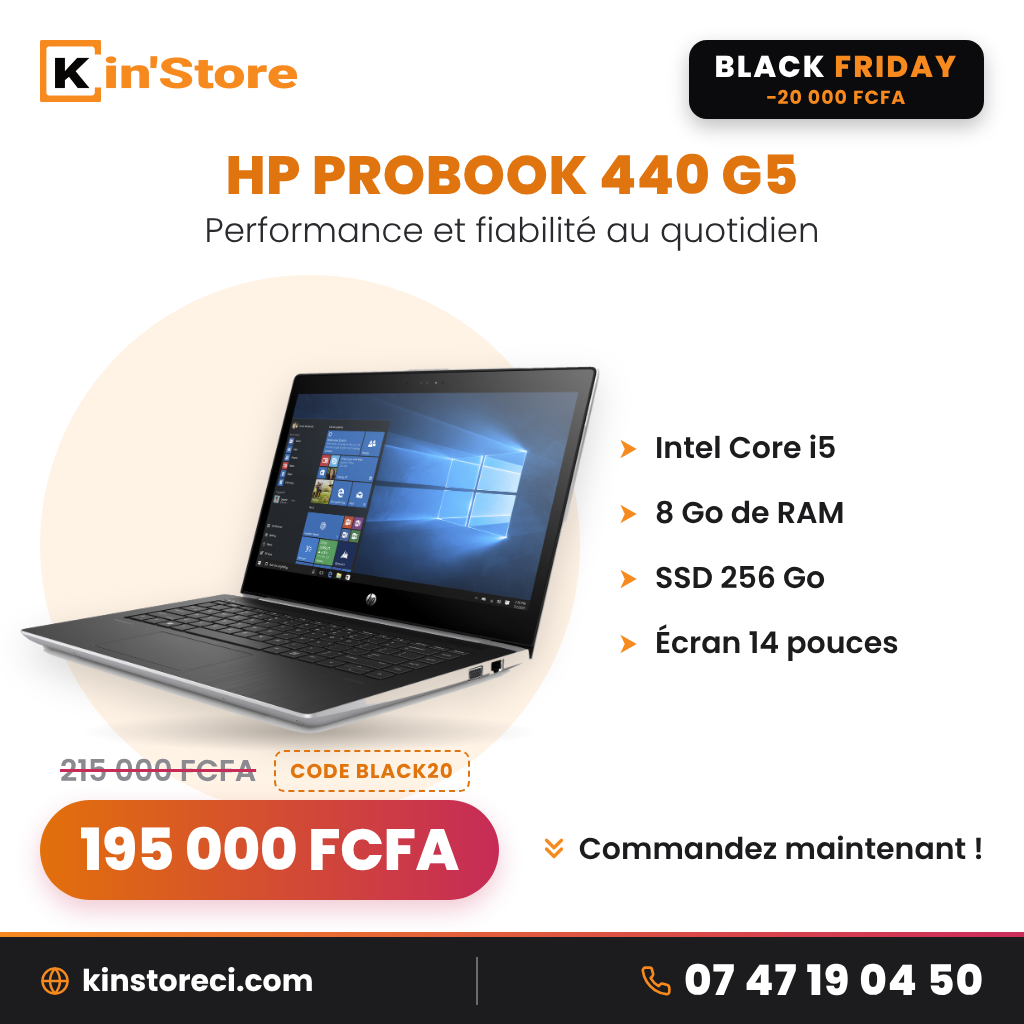 Kin'Store
BLACK FRIDAY
-20 000 FCFA
HP PROBOOK 440 G5
Performance et fiabilité au quotidien
Intel Core i5
8 Go de RAM
SSD 256 Go
Écran 14 pouces
hp
215 000 FCFA
CODE BLACK20
195 000 FCFA
Commandez maintenant !
kinstoreci.com
07 47 19 04 50